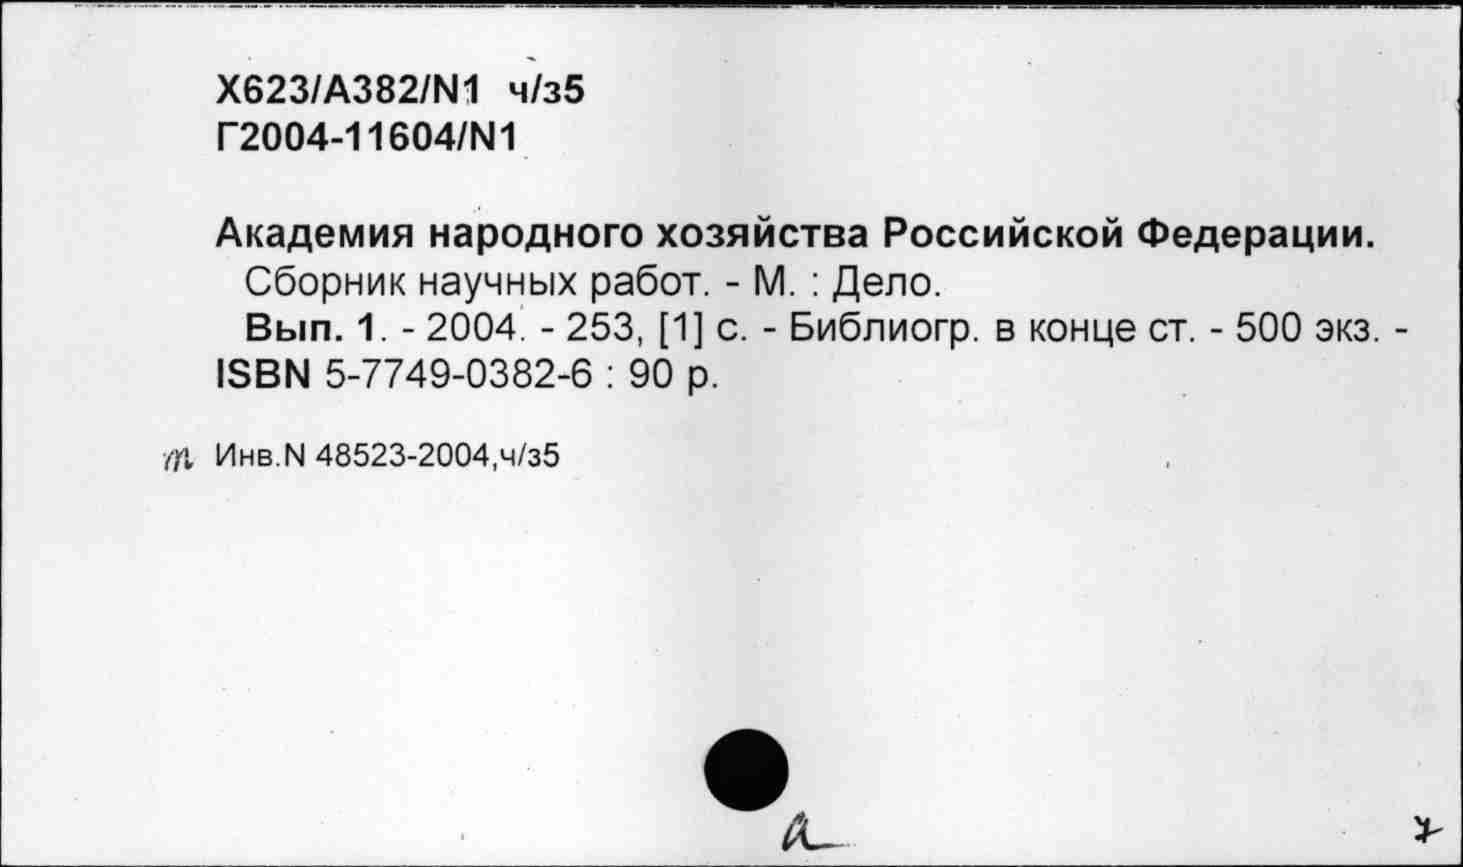 Х623/А382/N1 ч/з5
Г2004-11604/N1
Академия народного хозяйства Российской Федерации.
Сборник научных работ. - М. : Дело.
Вып. 1. - 2004. - 253, [1] с. - Библиогр. в конце ст. - 500 экз. -
ISBN 5-7749-0382-6 : 90 р.
т Инв.N 48523-2004,ч/з5
а